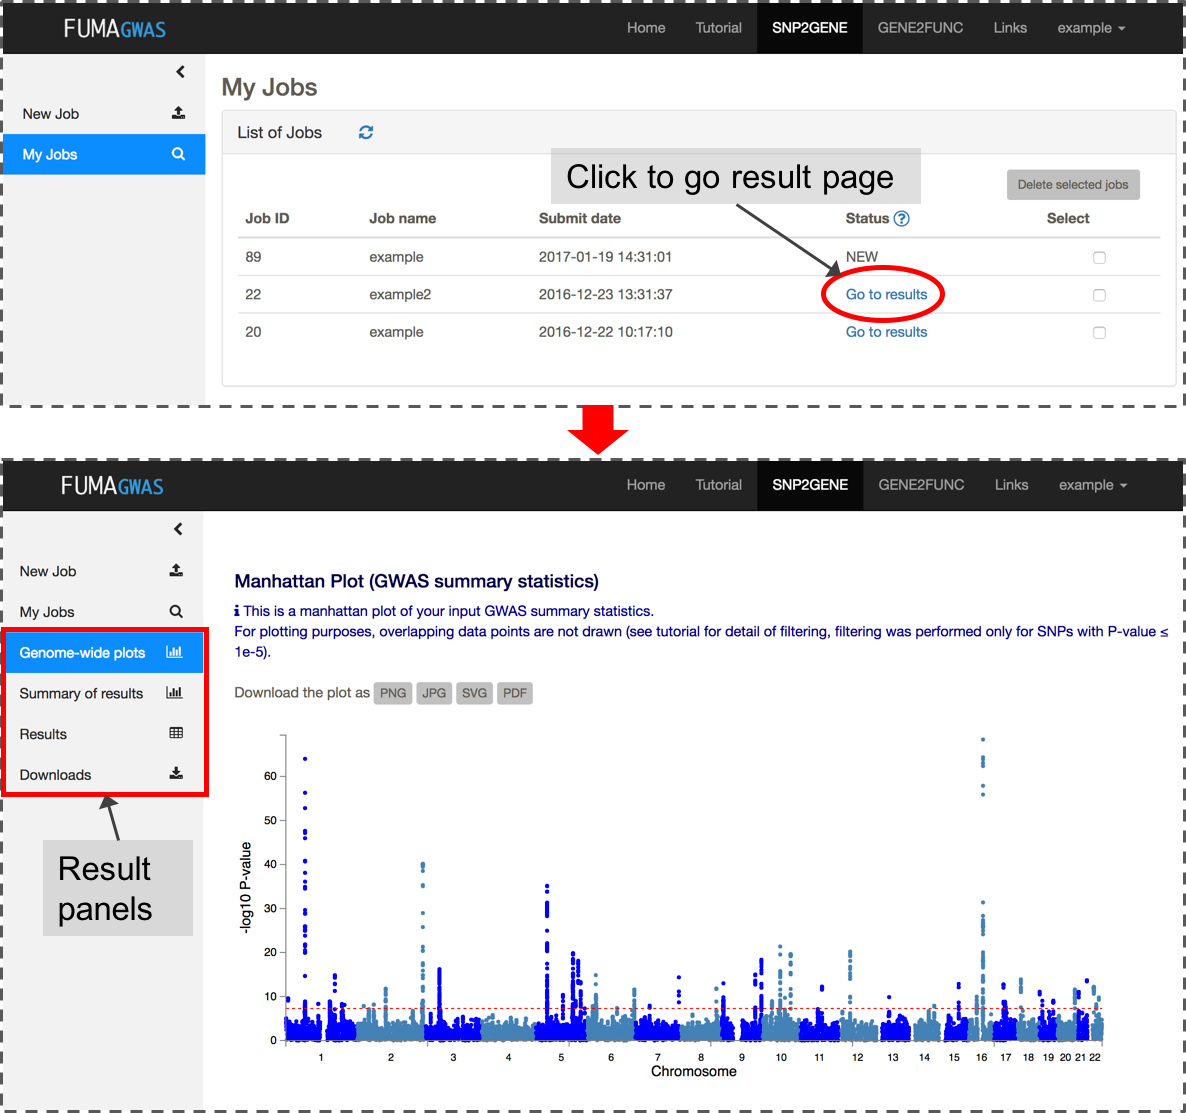 FUMAGWAS
Home Tutorial SNP2GENE GENE2FUNC Links example
New Job
My Jobs
My Jobs
List of Jobs
Click to go result page
Delete selected jobs
Job ID Job name Submit date Status ? Select
89 example 2017-01-19 14:31:01 NEW
22 example2 2016-12-23 13:31:37 Go to results
20 example 2016-12-22 10:17:10 Go to results
FUMAGWAS
Home Tutorial SNP2GENE GENE2FUNC Links example
New Job
My Jobs
Genome-wide plots
Summary of results
Results
Downloads
Result
panels
Manhattan Plot (GWAS summary statistics)
i This is a manhattan plot of your input GWAS summary statistics.
For plotting purposes, overlapping data points are not drawn (see tutorial for detail of filtering, filtering was performed only for SNPs with P-value ≤
1e-5).
Download the plot as PNG JPG SVG PDF
-log10 P-value
60
50
40
30
20
10
0
1 2 3 4 5 6 7 8 9 10 11 12 13 14 15 16 17 18 19 20 21 22
Chromosome